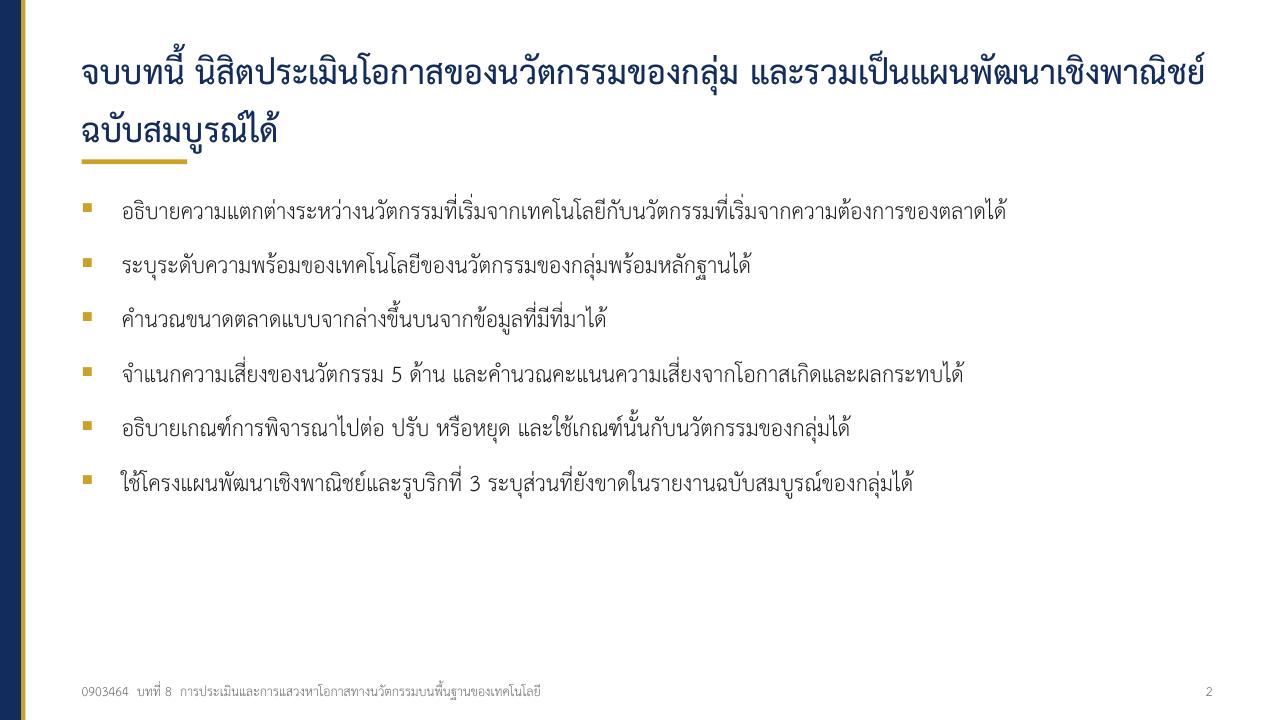 จบบทนี้ นิสิตประเมินโอกาสของนวัตกรรมของกลุ่ม และรวมเป็นแผนพัฒนาเชิงพาณิชย์
ฉบับสมบูรณ์ได้
อธิบายความแตกต่างระหว่างนวัตกรรมที่เริ่มจากเทคโนโลยีกับนวัตกรรมที่เริ่มจากความต้องการของตลาดได้
ระบุระดับความพร้อมของเทคโนโลยีของนวัตกรรมของกลุ่มพร้อมหลักฐานได้
คำนวณขนาดตลาดแบบจากล่างขึ้นบนจากข้อมูลที่มีที่มาได้
จำแนกความเสี่ยงของนวัตกรรม 5 ด้าน และคำนวณคะแนนความเสี่ยงจากโอกาสเกิดและผลกระทบได้
อธิบายเกณฑ์การพิจารณาไปต่อ ปรับ หรือหยุด และใช้เกณฑ์นั้นกับนวัตกรรมของกลุ่มได้
ใช้โครงแผนพัฒนาเชิงพาณิชย์และรูบริกที่ 3 ระบุส่วนที่ยังขาดในรายงานฉบับสมบูรณ์ของกลุ่มได้
0903464 บทที่ 8 การประเมินและการแสวงหาโอกาสทางนวัตกรรมบนพื้นฐานของเทคโนโลยี
2